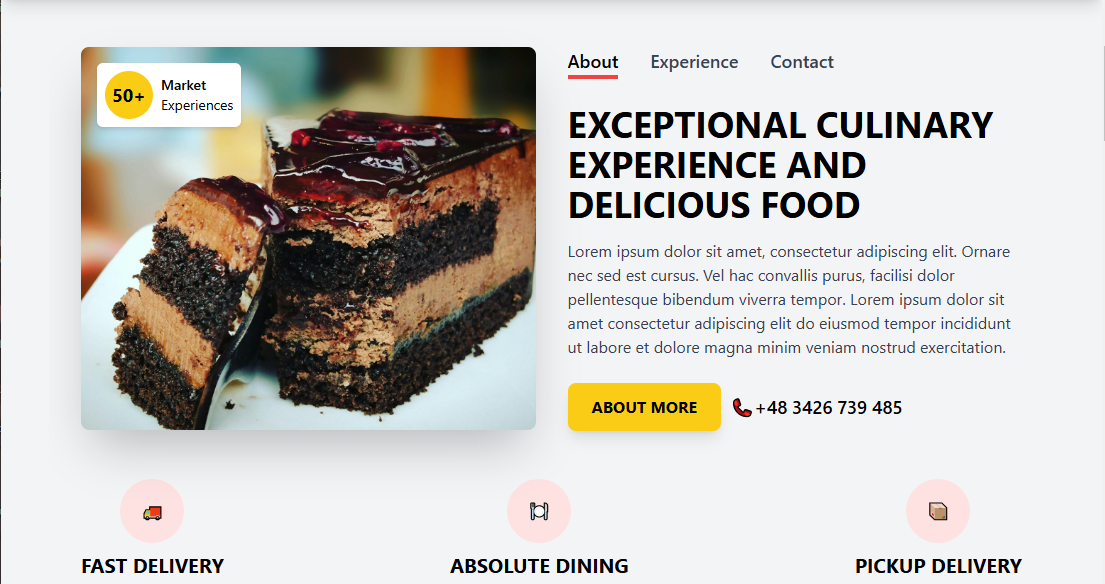 50+
Market
Experiences
About Experience Contact
EXCEPTIONAL CULINARY
EXPERIENCE AND
DELICIOUS FOOD
Lorem ipsum dolor sit amet, consectetur adipiscing elit. Ornare
nec sed est cursus. Vel hac convallis purus, facilisi dolor
pellentesque bibendum viverra tempor. Lorem ipsum dolor sit
amet consectetur adipiscing elit do eiusmod tempor incididunt
ut labore et dolore magna minim veniam nostrud exercitation.
ABOUT MORE +48 3426 739 485
FAST DELIVERY ABSOLUTE DINING PICKUP DELIVERY